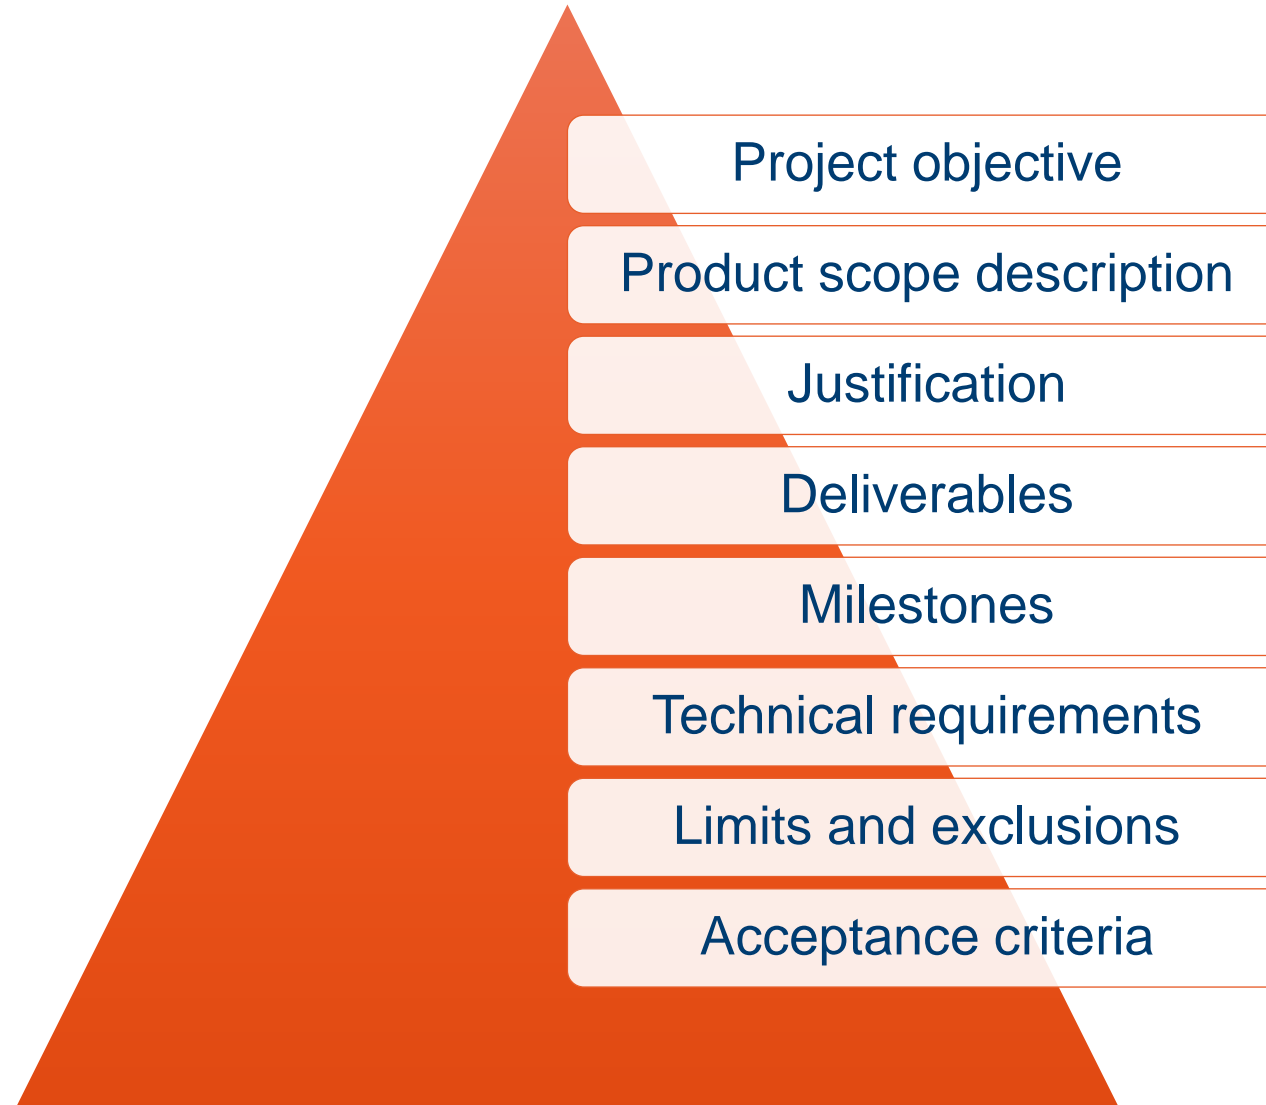 Project objective
Product scope description
Justification
Deliverables
Milestones
Technical requirements
Limits and exclusions
Acceptance criteria